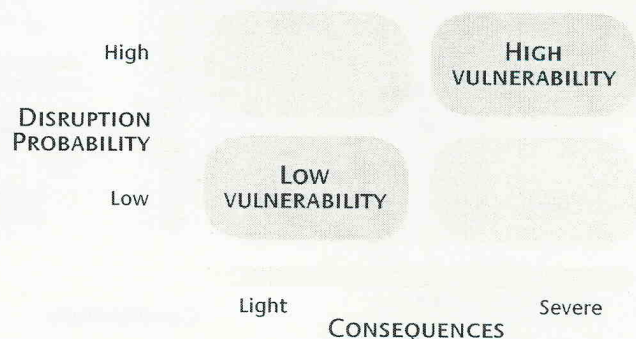 High
HIGH
VULNERABILITY
DISRUPTION
PROBABILITY
LOW
VULNERABILITY
Low
Light
Severe
CONSEQUENCES